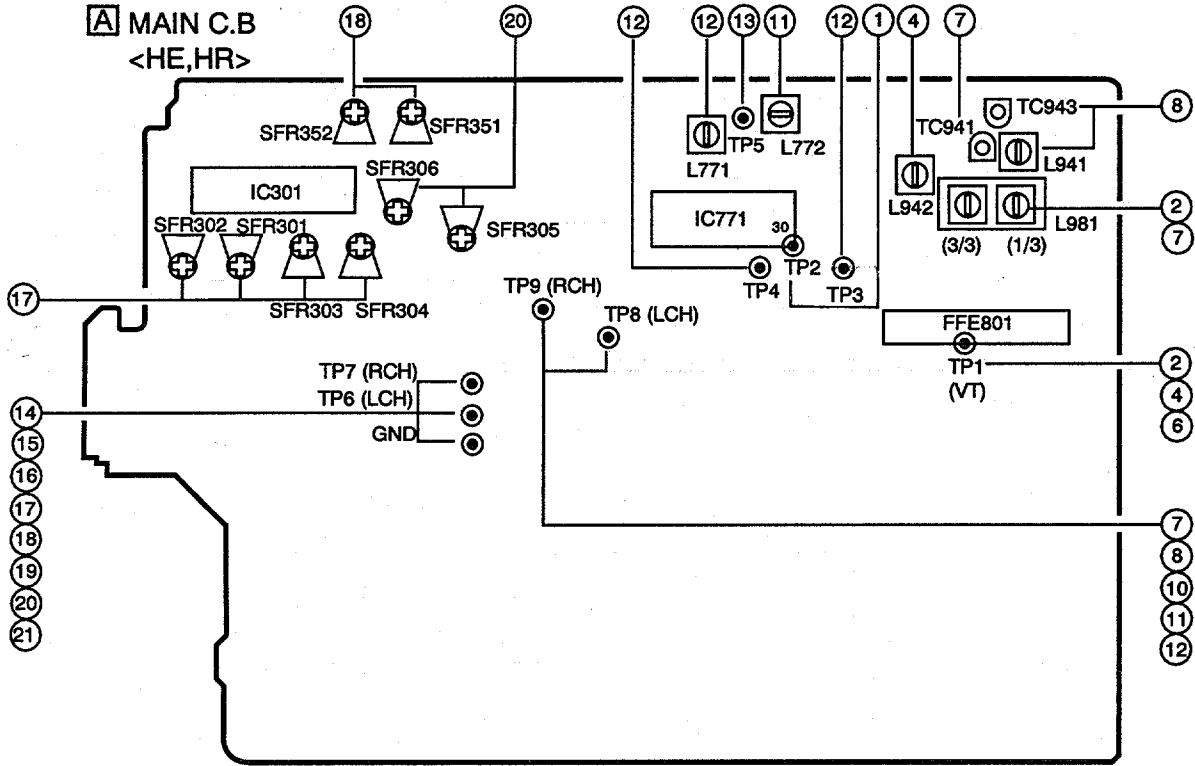 A MAIN C.B
<HE,HR>
18
20
12
12
13
11
12
1
4
7
SFR352
SFR351
TP5
L772
L771
TC943
TC941
8
L941
IC301
SFR306
SFR305
IC771
30
L942
L981
(3/3)
(1/3)
2
7
SFR302
SFR301
TP4
TP2
TP3
17
SFR303
SFR304
TP9 (RCH)
TP8 (LCH)
FFE801
TP1
(VT)
2
4
6
TP7 (RCH)
TP6 (LCH)
GND
14
15
16
17
18
19
20
21
7
8
10
11
12